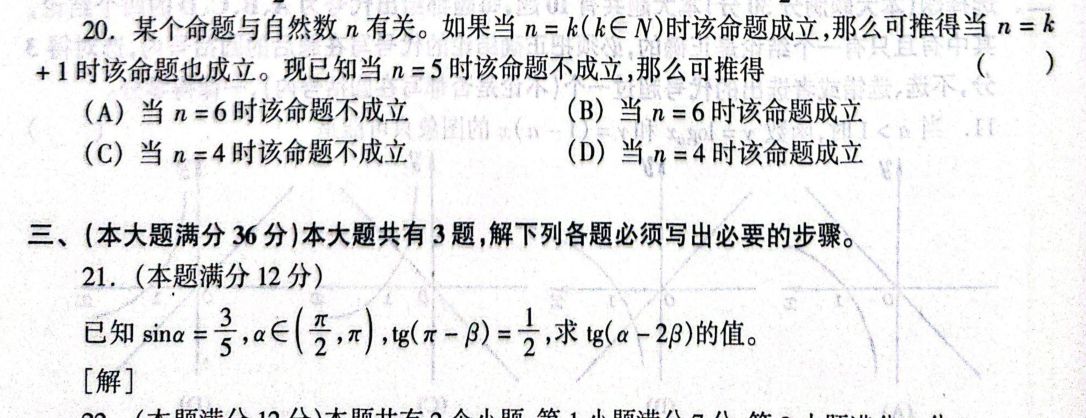 20. 某个命题与自然数 n 有关。如果当 n = k(k∈N)时该命题成立,那么可推得当 n = k
+ 1 时该命题也成立。现已知当 n = 5 时该命题不成立,那么可推得 ( )
(A) 当 n = 6 时该命题不成立 (B) 当 n = 6 时该命题成立
(C) 当 n = 4 时该命题不成立 (D) 当 n = 4 时该命题成立
三、(本大题满分 36 分)本大题共有 3 题,解下列各题必须写出必要的步骤。
21. (本题满分 12 分)
已知 sinα = 3/5, α∈(π/2, π), tg(π − β) = 1/2, 求 tg(α − 2β)的值。
[解]